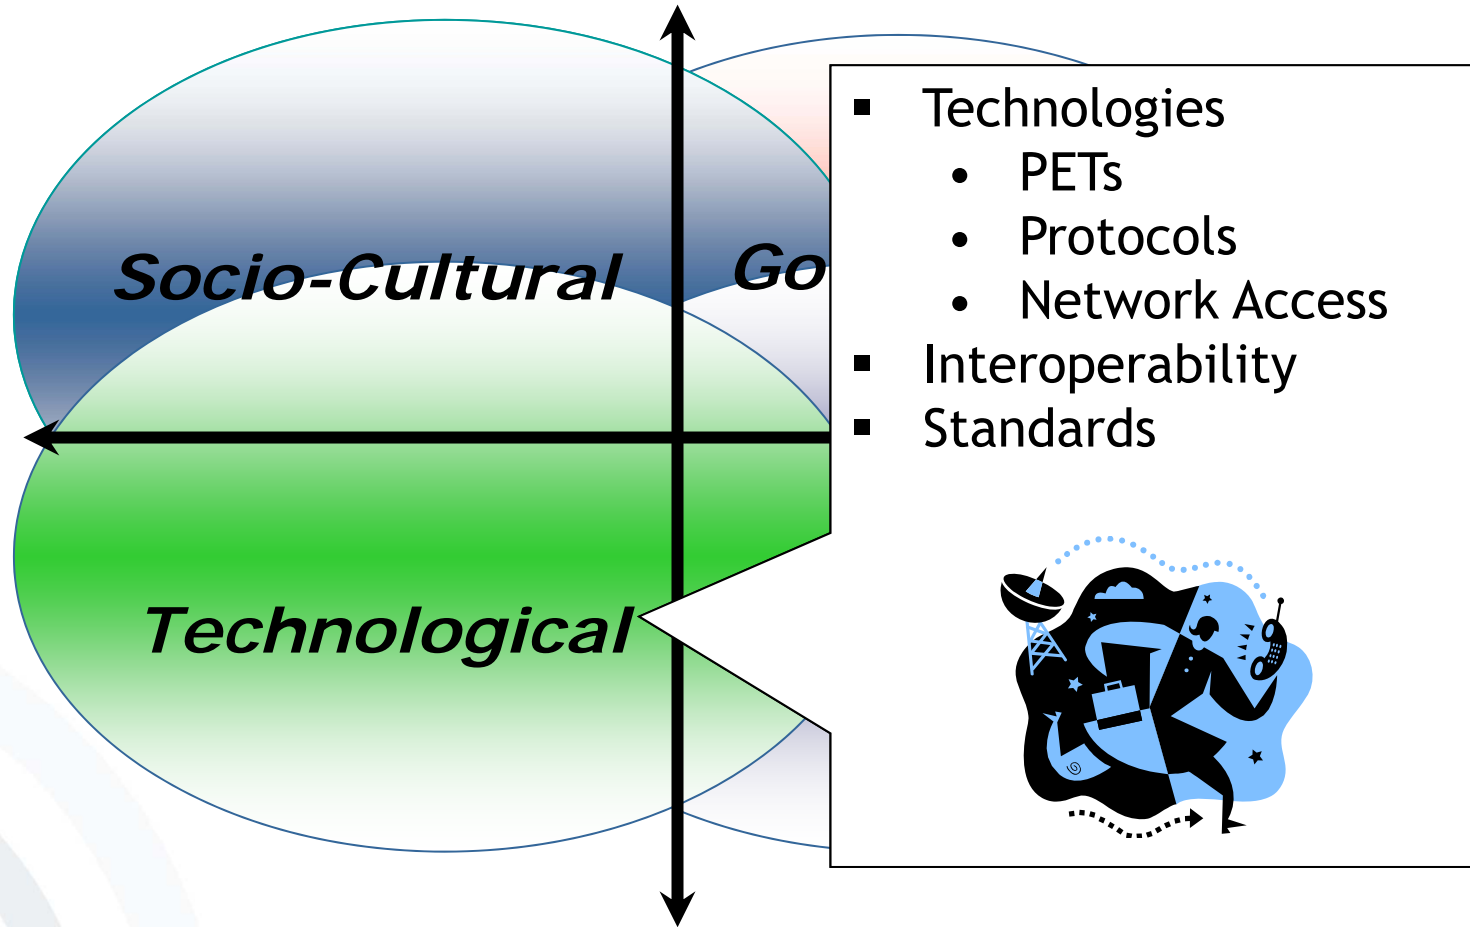 Socio-Cultural
Go
Technologies
PETs
Protocols
Network Access
Interoperability
Standards
Technological